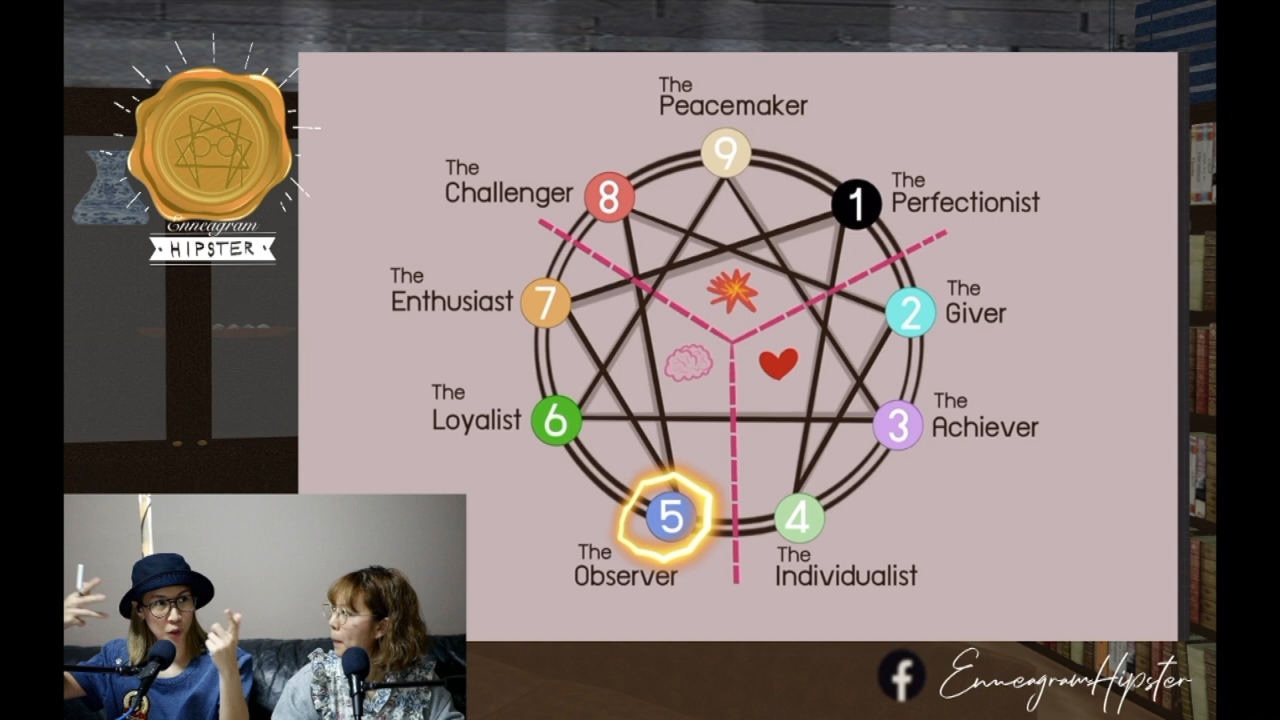 Enneagram
HIPSTER
The
Peacemaker
9
The
Challenger
8
1
The
Perfectionist
The
Enthusiast
7
2
The
Giver
The
Loyalist
6
3
The
Achiever
5
The
Observer
4
The
Individualist
f
EnneagramHipster